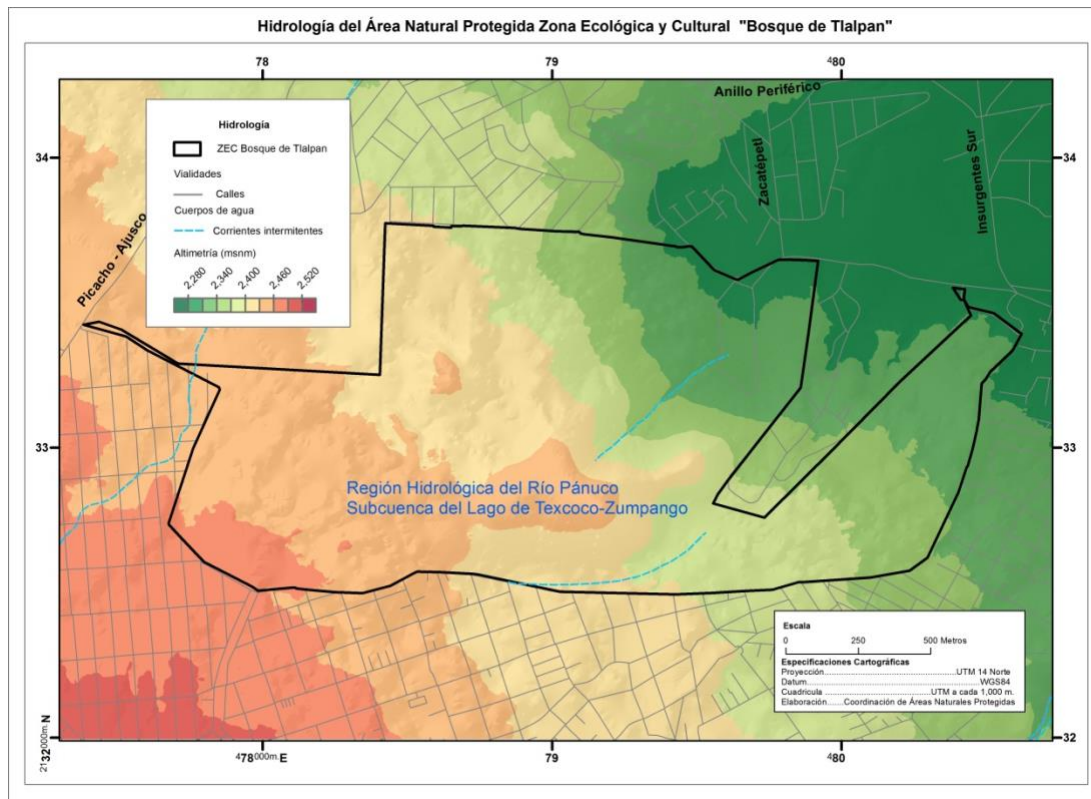 Hidrología del Área Natural Protegida Zona Ecológica y Cultural "Bosque de Tlalpan"
78 79 480
34 34
33 33
32
Anillo Periférico
Zacatépetl
Insurgentes Sur
Picacho - Ajusco
Hidrología
ZEC Bosque de Tlalpan
Vialidades
Calles
Cuerpos de agua
Corrientes intermitentes
Altimetría (msnm)
2,280 2,340 2,400 2,460 2,520
Región Hidrológica del Río Pánuco
Subcuenca del Lago de Texcoco-Zumpango
Escala
0 250 500 Metros
Especificaciones Cartográficas
Proyección.............................UTM 14 Norte
Datum.............................................WGS84
Cuadricula ........................UTM a cada 1,000 m.
Elaboración.......Coordinación de Áreas Naturales Protegidas
2132000m. N
478000m. E 79 480